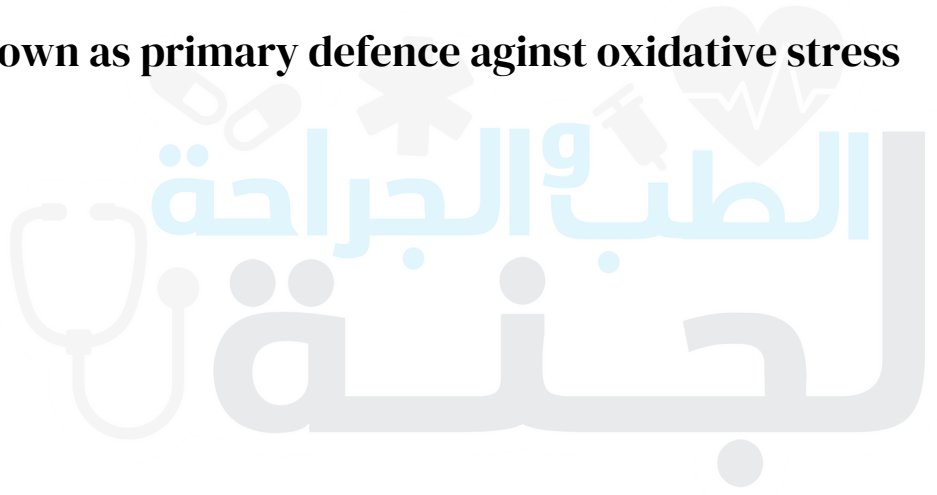 own as primary defence aginst oxidative stress
الطب والجراحة
لجنة